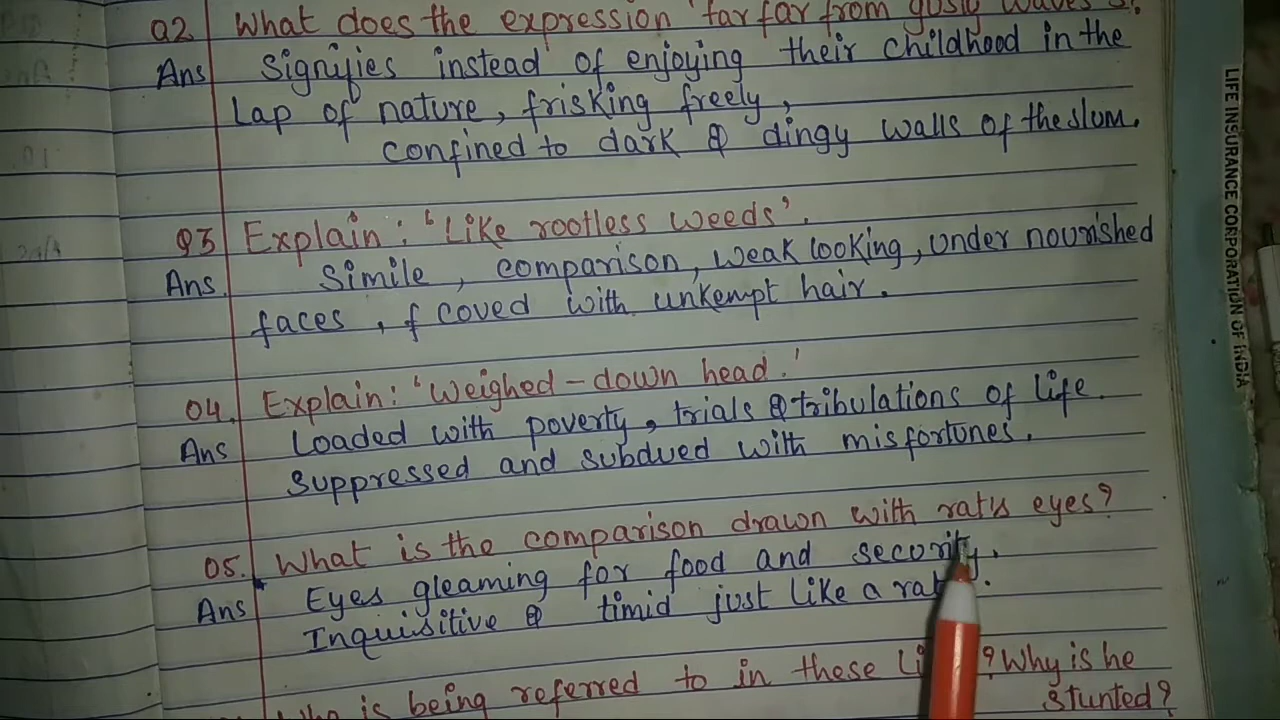 Q2 What does the expression 'far far from gusty waves'
Ans Signifies instead of enjoying their childhood in the
Lap of nature, frisking freely,
confined to dark & dingy walls of the slum.
Q3 Explain: 'Like rootless weeds'.
Ans Simile, comparison, weak looking, under nourished
faces, f coved with unkempt hair.
Q4. Explain: 'Weighed-down head.'
Ans Loaded with poverty, trials & tribulations of life.
Suppressed and subdued with misfortunes.
Q5. What is the comparison drawn with rat's eyes?
Ans Eyes gleaming for food and security.
Inquisitive & timid just like a rat.
is being referred to in these ? Why is he
stunted?
LIFE INSURANCE CORPORATION OF INDIA